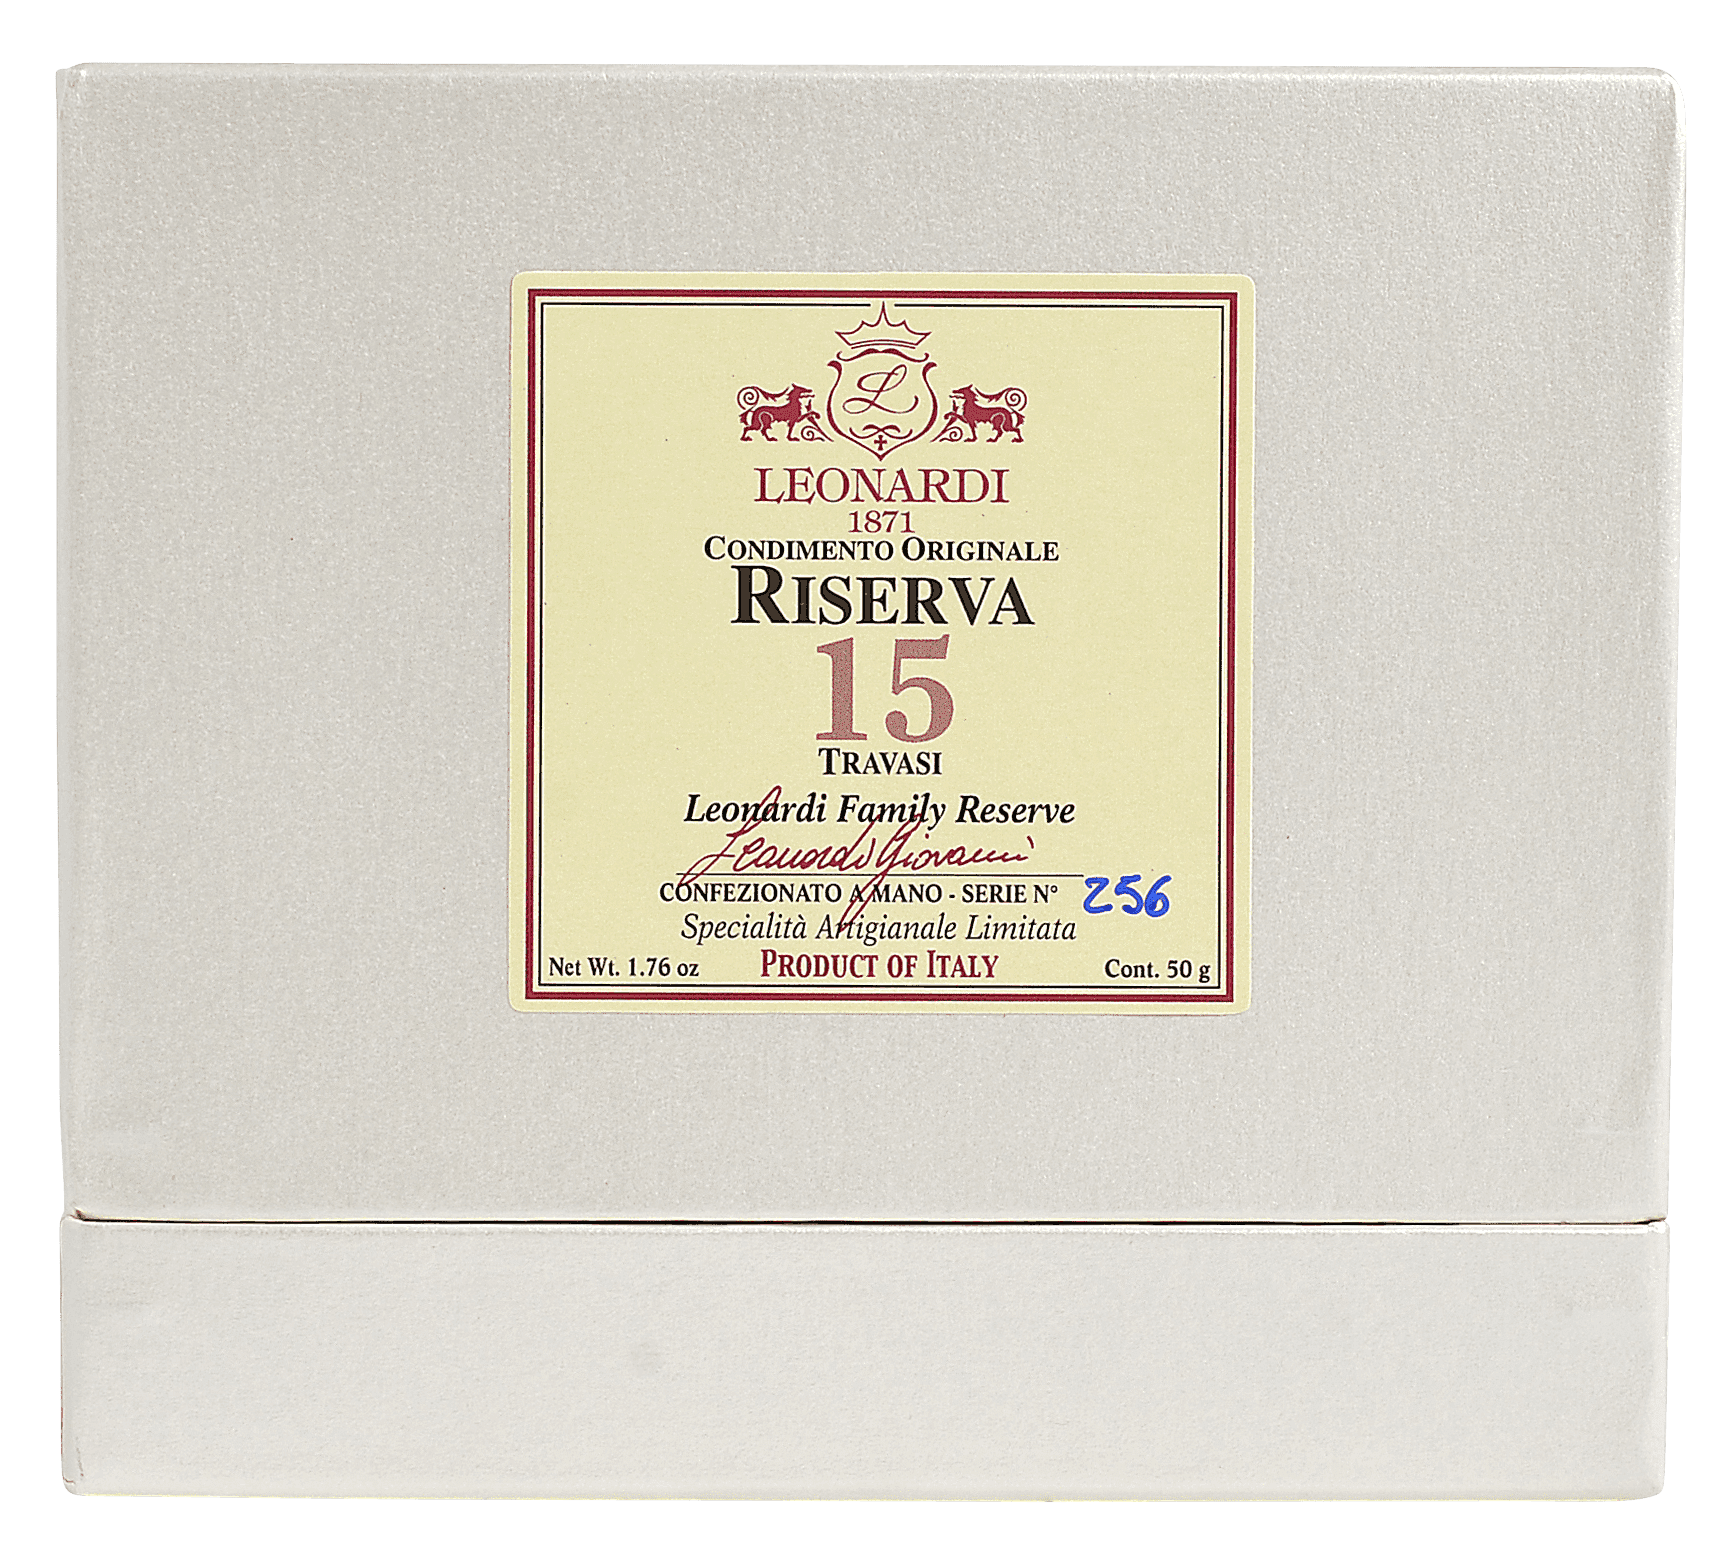 L
LEONARDI
1871
CONDIMENTO ORIGINALE
RISERVA
15
TRAVASI
Leonardi Family Reserve
Leonardi Giovanni
CONFEZIONATO A MANO - SERIE N° 256
Specialità Artigianale Limitata
Net Wt. 1.76 oz PRODUCT OF ITALY Cont. 50 g